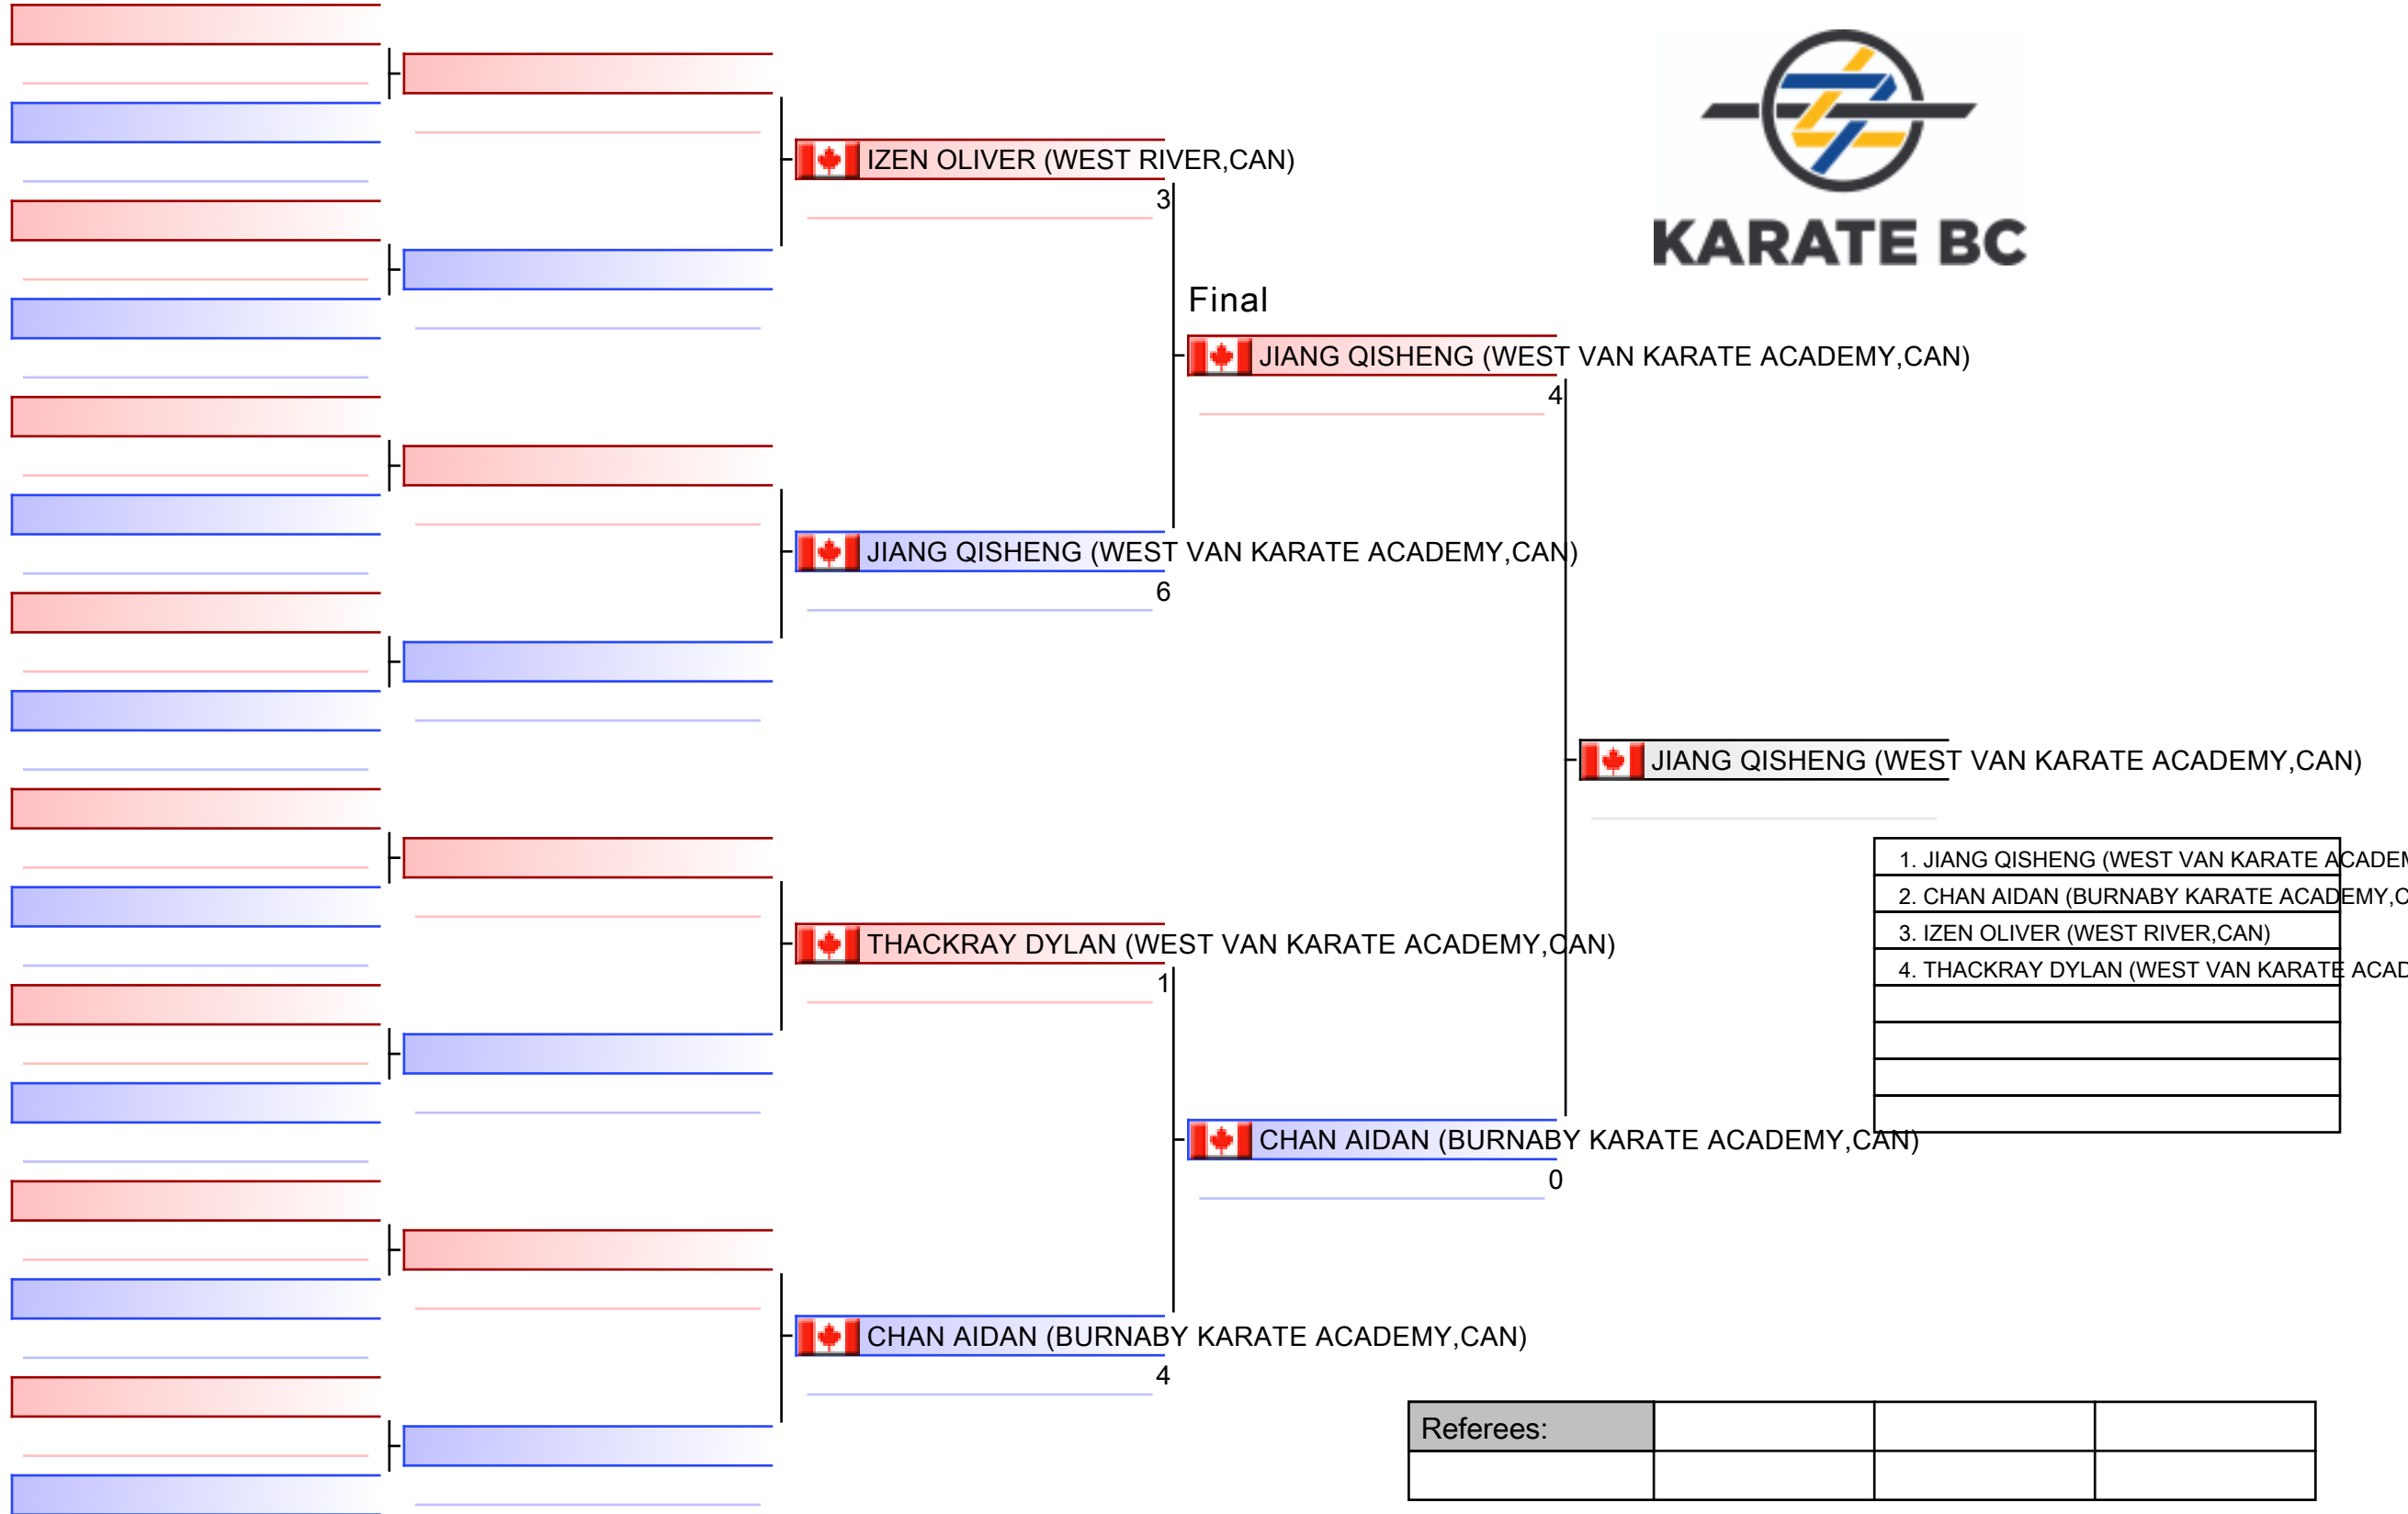 KARATE BC
IZEN OLIVER (WEST RIVER,CAN)
3
Final
JIANG QISHENG (WEST VAN KARATE ACADEMY,CAN)
4
JIANG QISHENG (WEST VAN KARATE ACADEMY,CAN)
6
JIANG QISHENG (WEST VAN KARATE ACADEMY,CAN)
1. JIANG QISHENG (WEST VAN KARATE ACADEM
2. CHAN AIDAN (BURNABY KARATE ACADEMY,C
3. IZEN OLIVER (WEST RIVER,CAN)
4. THACKRAY DYLAN (WEST VAN KARATE ACAD
THACKRAY DYLAN (WEST VAN KARATE ACADEMY,CAN)
1
CHAN AIDAN (BURNABY KARATE ACADEMY,CAN)
0
CHAN AIDAN (BURNABY KARATE ACADEMY,CAN)
4
Referees: